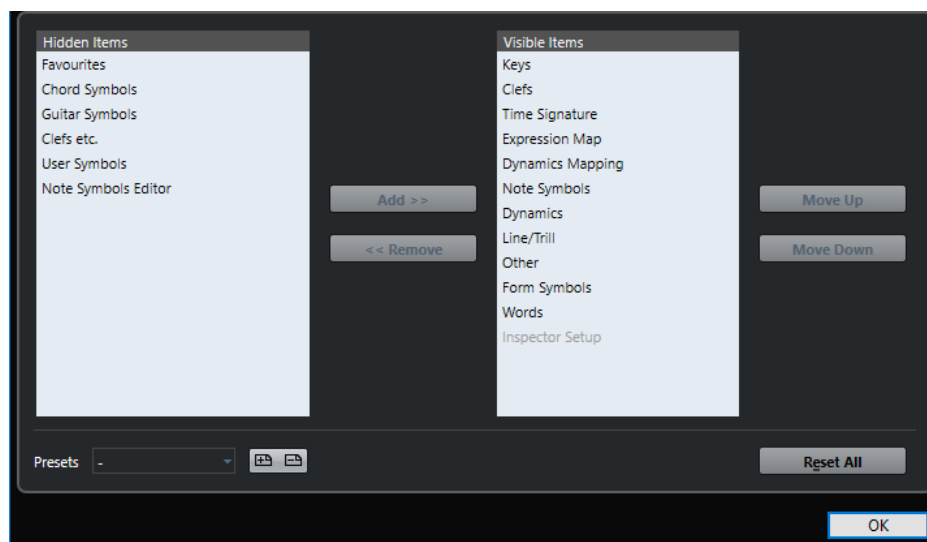 Hidden Items
Favourites
Chord Symbols
Guitar Symbols
Clefs etc.
User Symbols
Note Symbols Editor
Add >>
<< Remove
Visible Items
Keys
Clefs
Time Signature
Expression Map
Dynamics Mapping
Note Symbols
Dynamics
Line/Trill
Other
Form Symbols
Words
Inspector Setup
Move Up
Move Down
Presets -
Reset All
OK